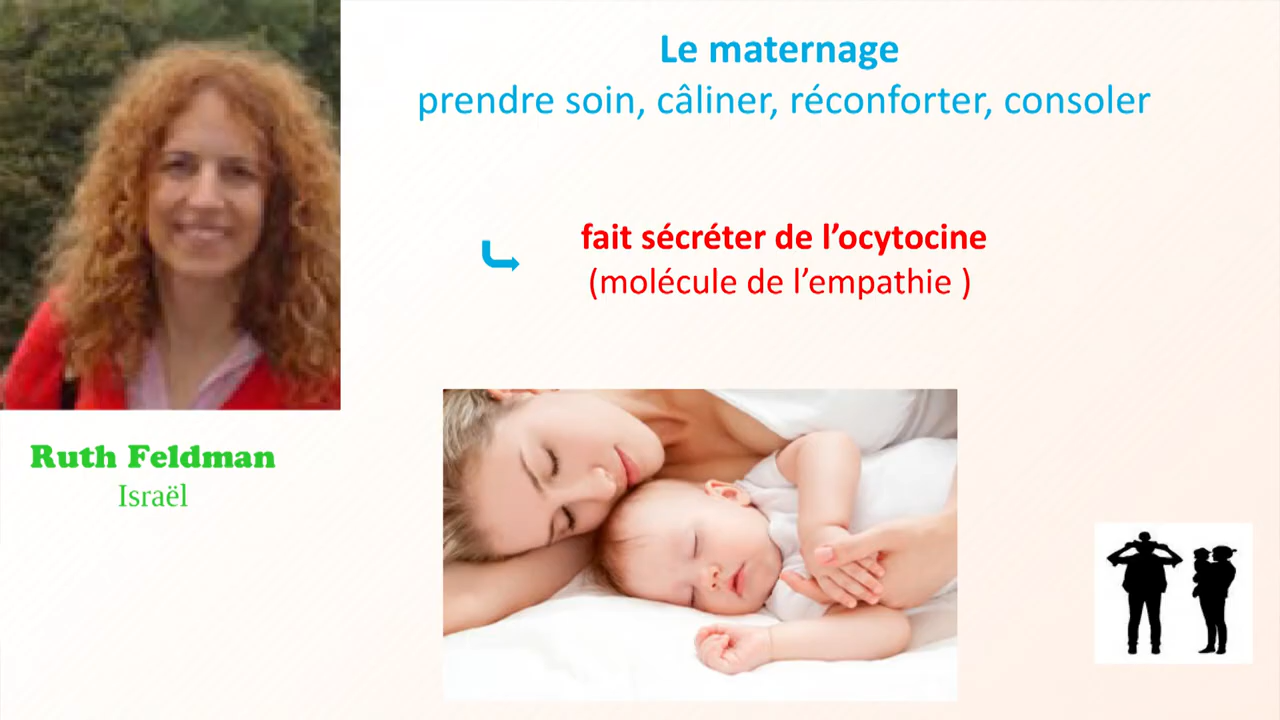 Le maternage
prendre soin, câliner, réconforter, consoler
fait sécréter de l’ocytocine
(molécule de l’empathie )
Ruth Feldman
Israël